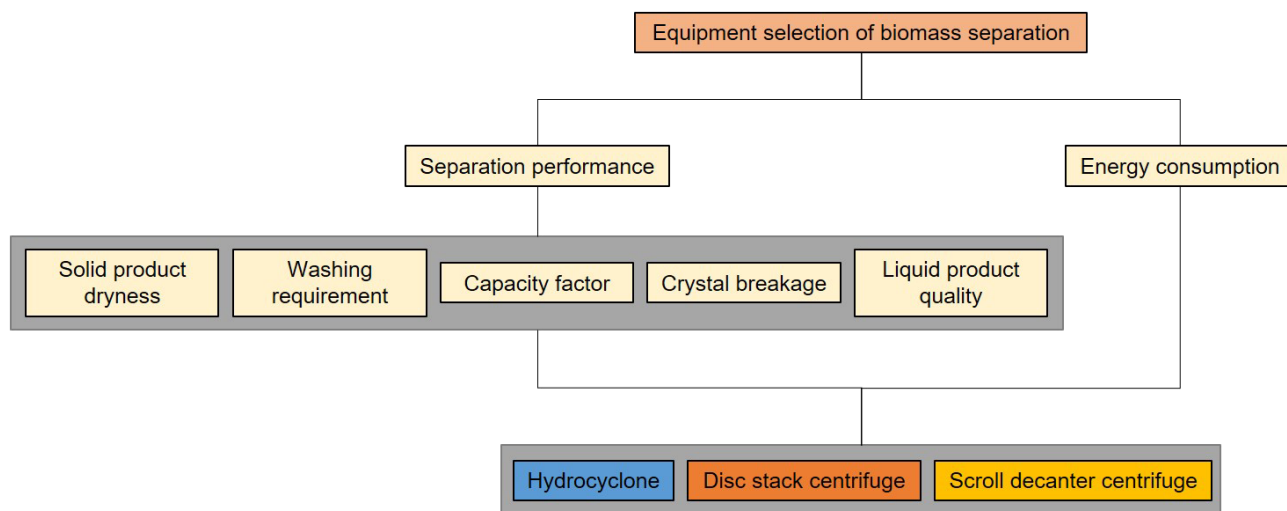 Equipment selection of biomass separation
Separation performance
Energy consumption
Solid product
dryness
Washing
requirement
Capacity factor
Crystal breakage
Liquid product
quality
Hydrocyclone
Disc stack centrifuge
Scroll decanter centrifuge